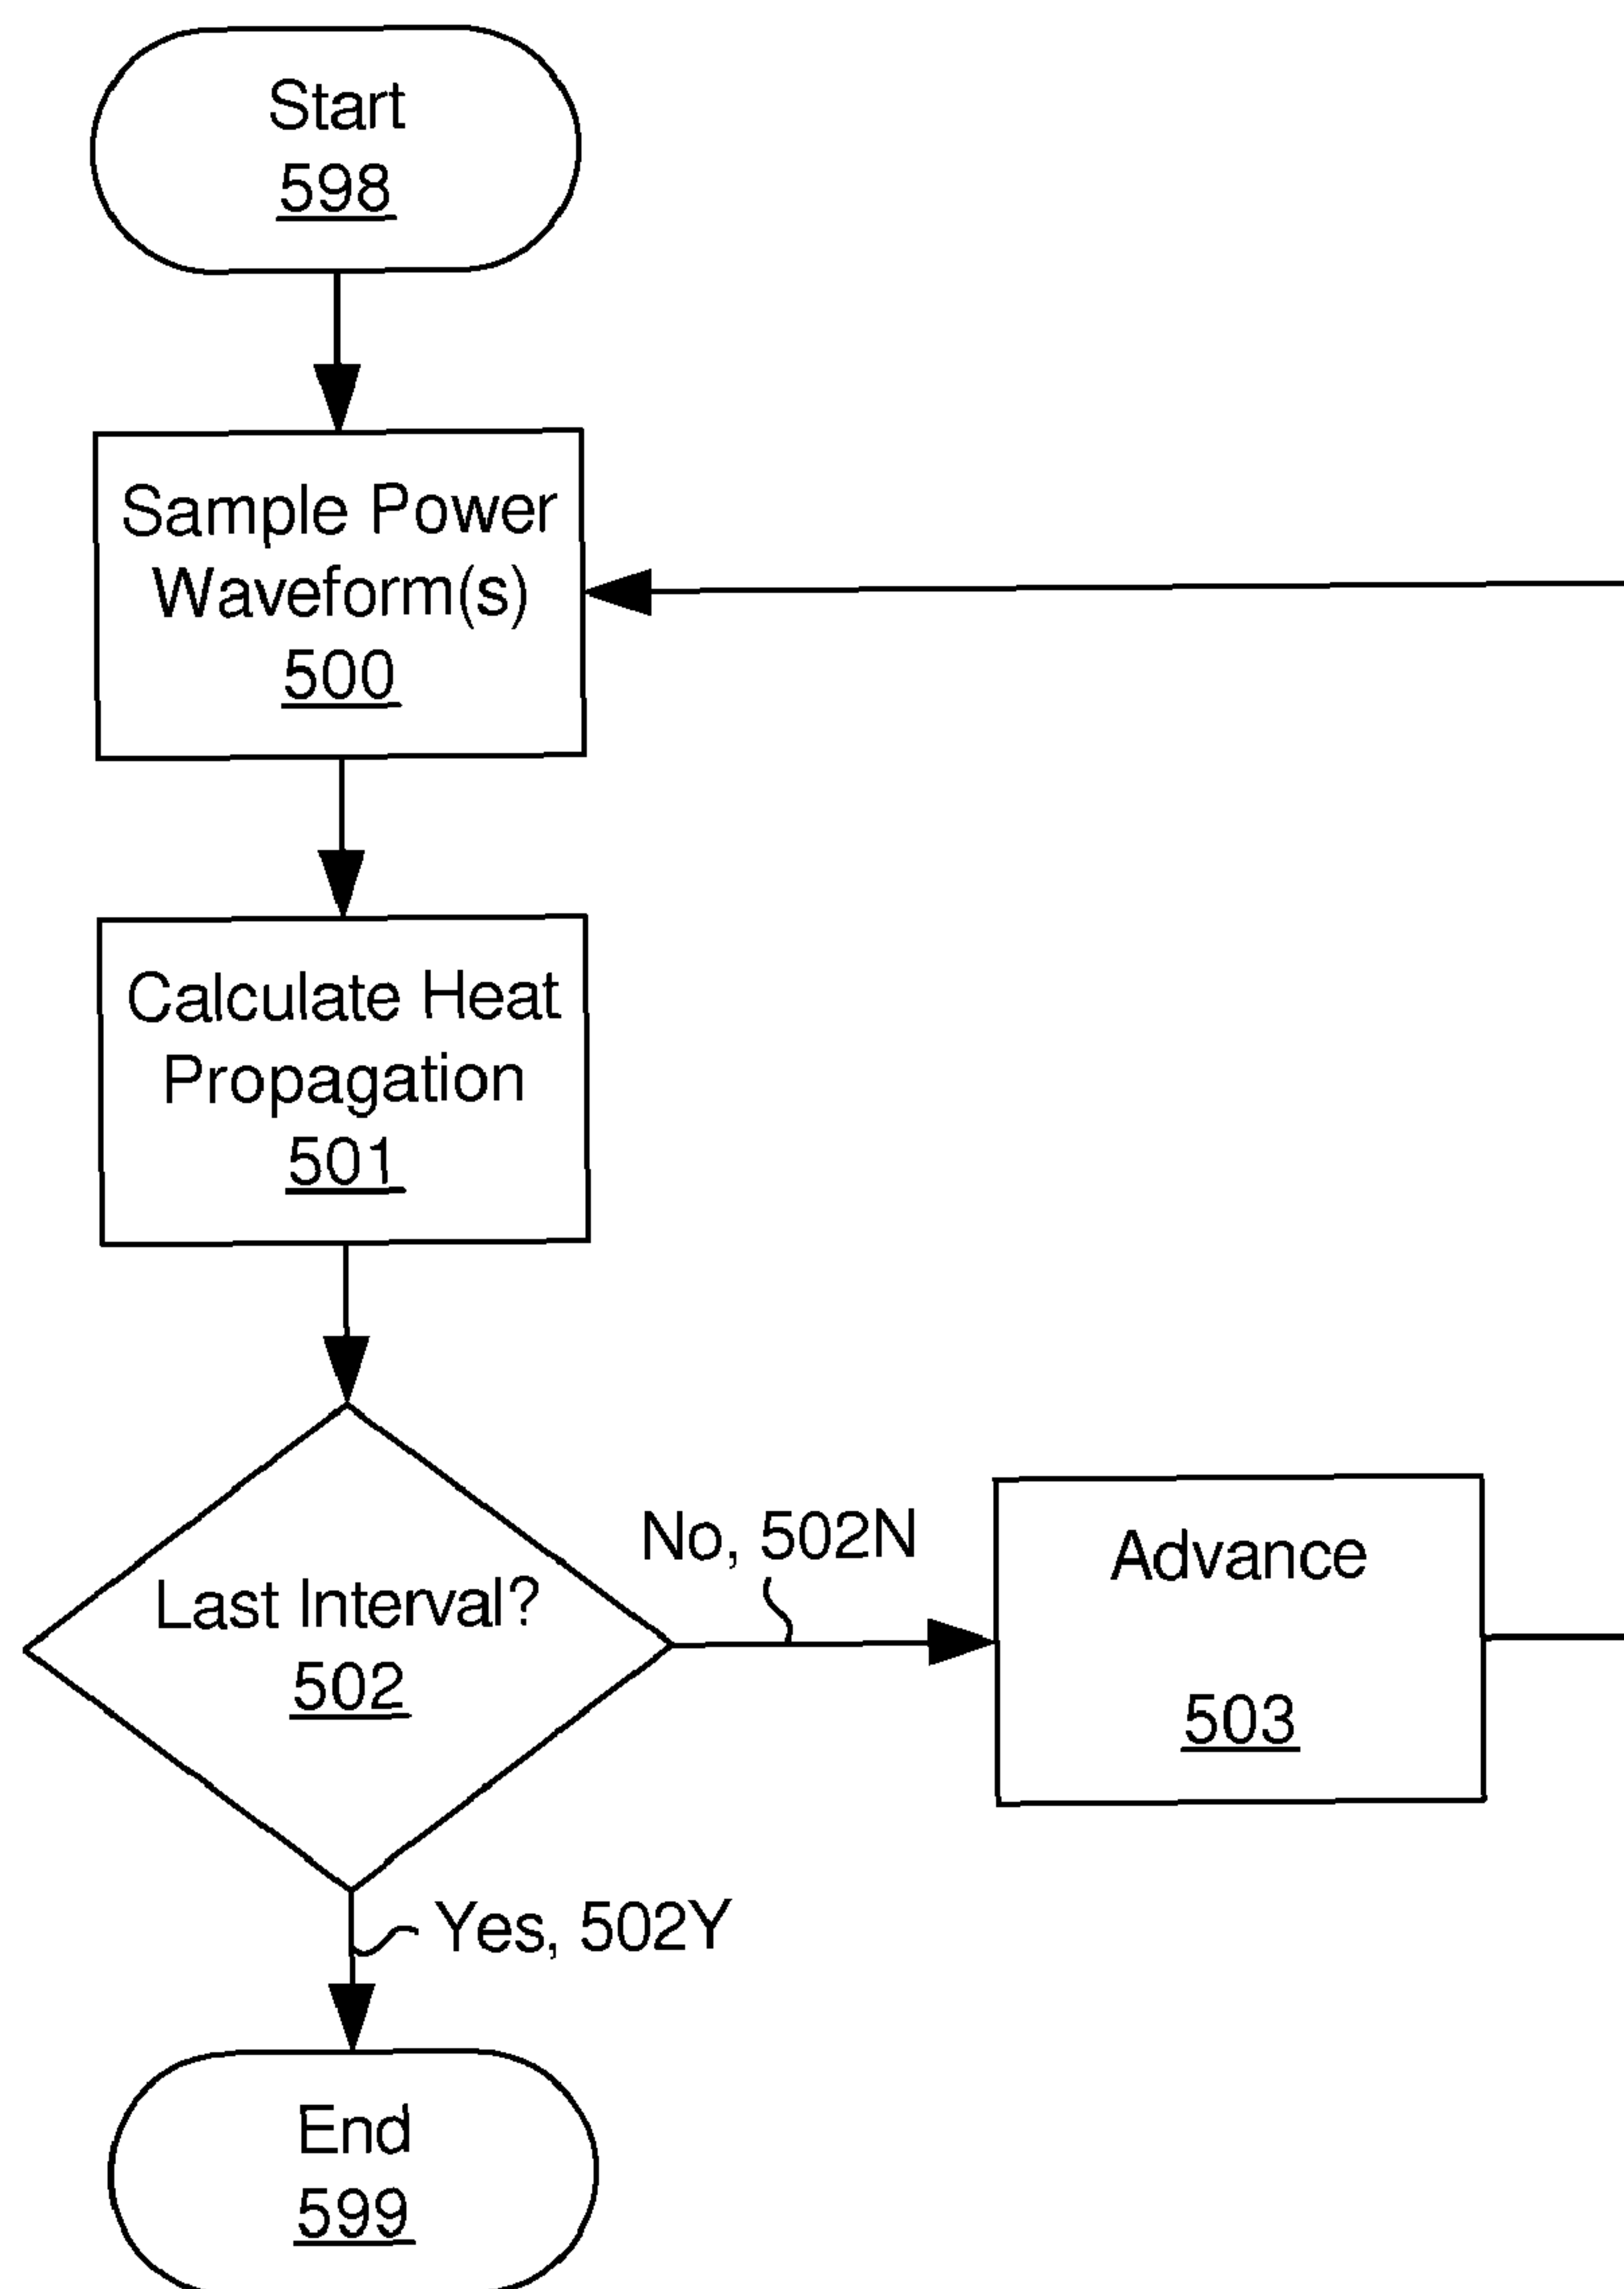 Start
598
Sample Power
Waveform(s)
500
Calculate Heat
Propagation
501
Last Interval?
502
No, 502N
Advance
503
Yes, 502Y
End
599